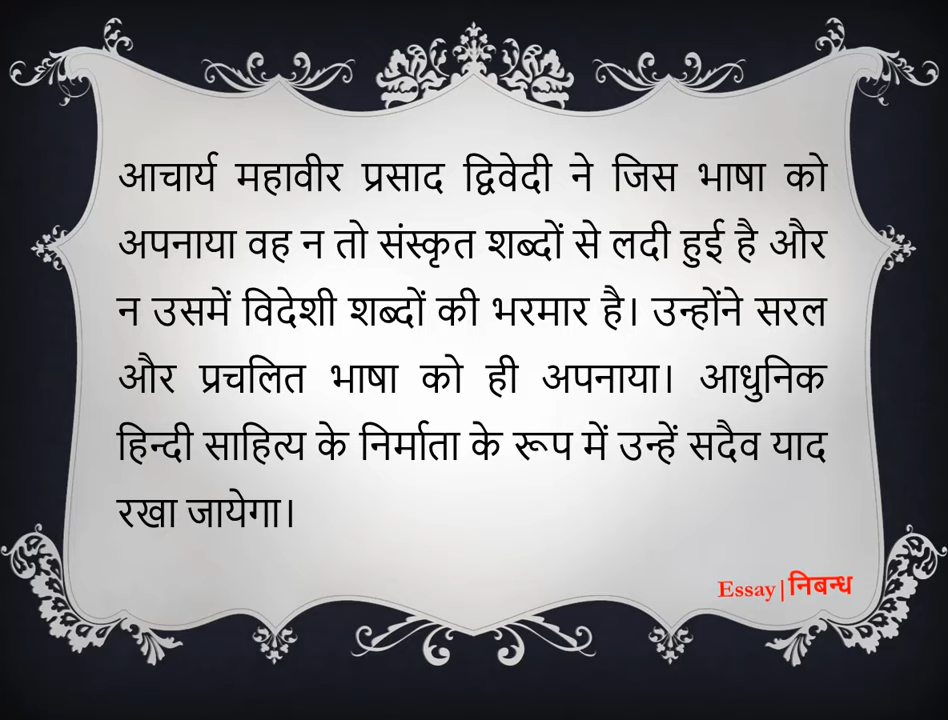 आचार्य महावीर प्रसाद द्विवेदी ने जिस भाषा को
अपनाया वह न तो संस्कृत शब्दों से लदी हुई है और
न उसमें विदेशी शब्दों की भरमार है। उन्होंने सरल
और प्रचलित भाषा को ही अपनाया। आधुनिक
हिन्दी साहित्य के निर्माता के रूप में उन्हें सदैव याद
रखा जायेगा।
Essay|निबन्ध